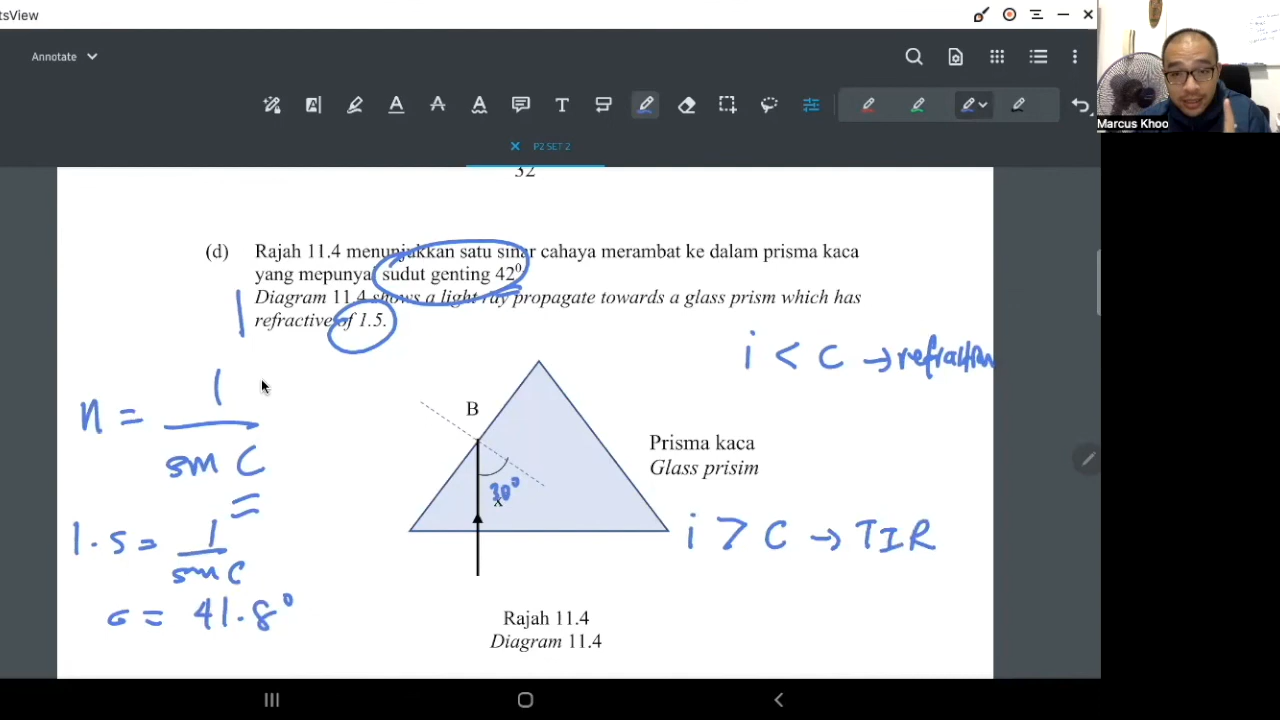 tsView
Annotate
Marcus Khoo
P2 SET 2
32
(d) Rajah 11.4 menunjukkan satu sinar cahaya merambat ke dalam prisma kaca
yang mepunyai sudut genting 42⁰
Diagram 11.4 shows a light ray propagate towards a glass prism which has
refractive of 1.5.
i < C → refraction
n = 1 / sin C
B
Prisma kaca
Glass prisim
30°
x
1.5 = 1 / sin C
i > C → TIR
c = 41.8°
Rajah 11.4
Diagram 11.4